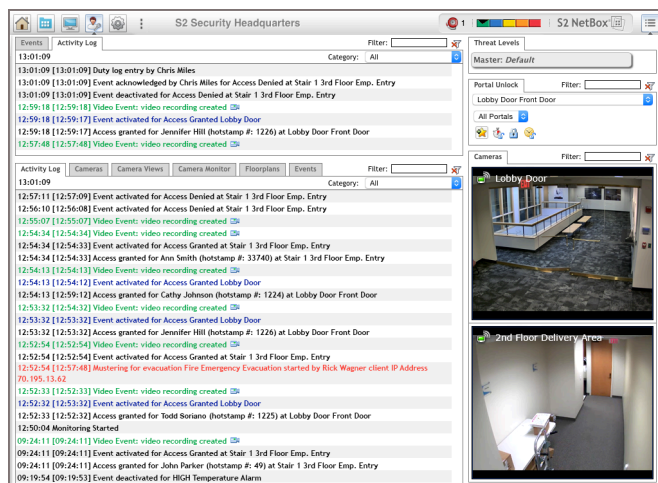 S2 Security Headquarters
1
S2 NetBox
Events Activity Log Filter:
13:01:09 Category: All
13:01:09 [13:01:09] Duty log entry by Chris Miles
13:01:09 [13:01:09] Event acknowledged by Chris Miles for Access Denied at Stair 1 3rd Floor Emp. Entry
13:01:09 [13:01:09] Event deactivated for Access Denied at Stair 1 3rd Floor Emp. Entry
12:59:18 [12:59:18] Video Event: video recording created
12:59:18 [12:59:17] Event activated for Access Granted Lobby Door
12:59:18 [12:59:17] Access granted for Jennifer Hill (hotstamp #: 1226) at Lobby Door Front Door
12:57:48 [12:57:48] Video Event: video recording created
Activity Log Cameras Camera Views Camera Monitor Floorplans Events Filter:
13:01:09 Category: All
12:57:11 [12:57:09] Event activated for Access Denied at Stair 1 3rd Floor Emp. Entry
12:56:10 [12:56:08] Event activated for Access Denied at Stair 1 3rd Floor Emp. Entry
12:55:07 [12:55:07] Video Event: video recording created
12:54:34 [12:54:34] Video Event: video recording created
12:54:34 [12:54:33] Event activated for Access Granted at Stair 1 3rd Floor Emp. Entry
12:54:34 [12:54:33] Access granted for Ann Smith (hotstamp #: 33740) at Stair 1 3rd Floor Emp. Entry
12:54:13 [12:54:13] Video Event: video recording created
12:54:13 [12:54:12] Event activated for Access Granted Lobby Door
12:54:13 [12:59:12] Access granted for Cathy Johnson (hotstamp #: 1224) at Lobby Door Front Door
12:53:32 [12:54:32] Video Event: video recording created
12:53:32 [12:53:32] Event activated for Access Granted Lobby Door
12:53:32 [12:53:32] Access granted for Jennifer Hill (hotstamp #: 1226) at Lobby Door Front Door
12:52:54 [12:52:54] Video Event: video recording created
12:52:54 [12:52:54] Event activated for Access Granted at Stair 1 3rd Floor Emp. Entry
12:52:54 [12:57:48] Mustering for evacuation Fire Emergency Evacuation started by Rick Wagner client IP Address
70.195.13.62
12:52:33 [12:52:33] Video Event: video recording created
12:52:32 [12:53:32] Event activated for Access Granted Lobby Door
12:52:33 [12:52:32] Access granted for Todd Soriano (hotstamp #: 1225) at Lobby Door Front Door
12:50:04 Monitoring Started
09:24:11 [09:24:11] Video Event: video recording created
09:24:11 [09:24:11] Event activated for Access Granted at Stair 1 3rd Floor Emp. Entry
09:24:11 [09:24:11] Access granted for John Parker (hotstamp #: 49) at Stair 1 3rd Floor Emp. Entry
09:19:54 [09:19:53] Event deactivated for HIGH Temperature Alarm
Threat Levels
Master: Default
Portal Unlock Filter:
Lobby Door Front Door
All Portals
Cameras Filter:
Lobby Door
2nd Floor Delivery Area